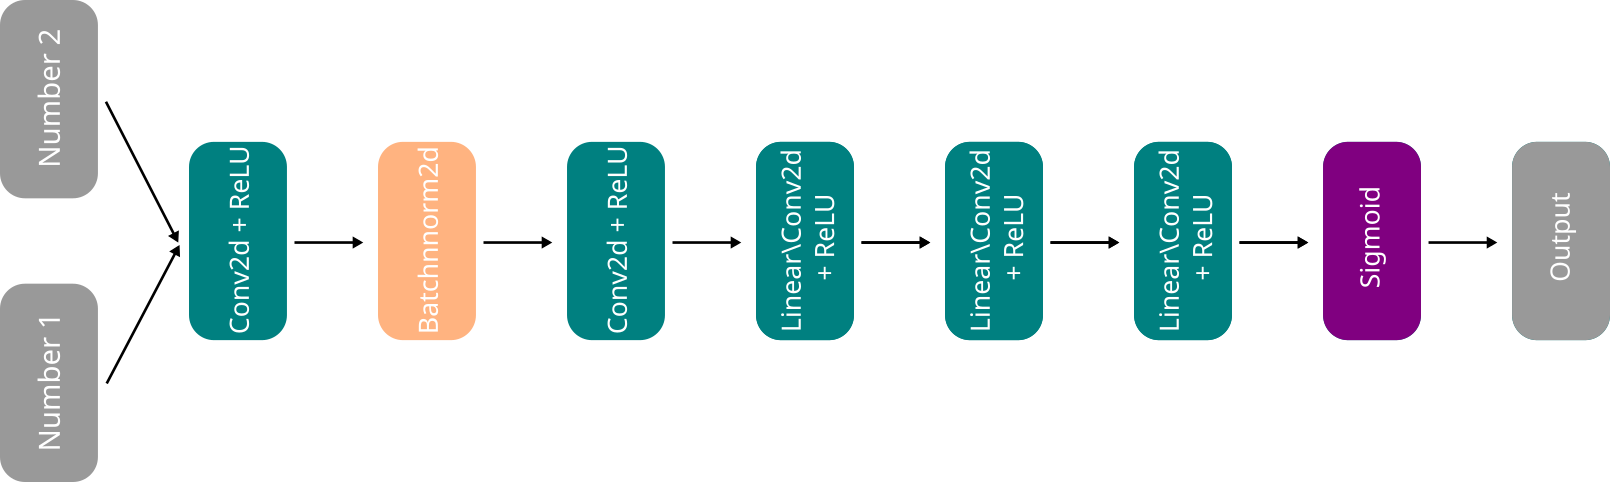 Number 2
Number 1
Conv2d + ReLU
Batchnnorm2d
Conv2d + ReLU
Linear\Conv2d
+ ReLU
Linear\Conv2d
+ ReLU
Linear\Conv2d
+ ReLU
Sigmoid
Output